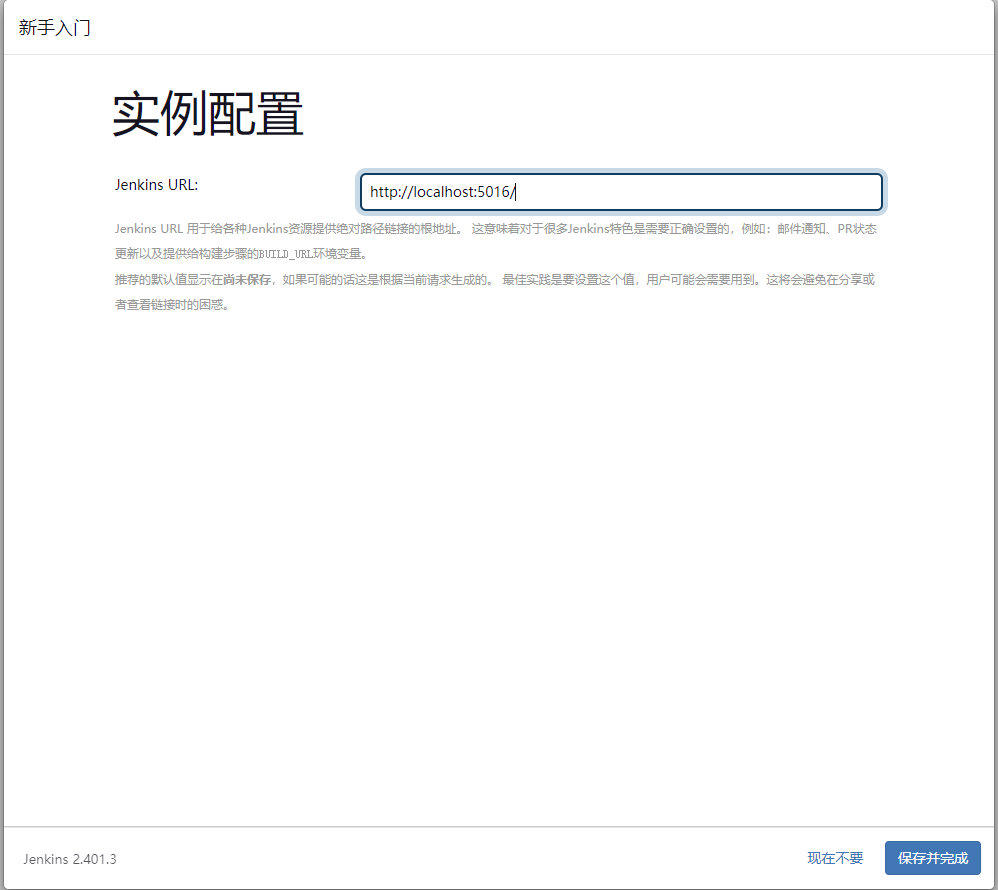 新手入门
实例配置
Jenkins URL:
http://localhost:5016/
Jenkins URL 用于给各种Jenkins资源提供绝对路径链接的根地址。 这意味着对于很多Jenkins特色是需要正确设置的，例如：邮件通知、PR状态
更新以及提供给构建步骤的BUILD_URL环境变量。
推荐的默认值显示在尚未保存，如果可能的话这是根据当前请求生成的。 最佳实践是要设置这个值，用户可能会需要用到。这将会避免在分享或
者查看链接时的困惑。
Jenkins 2.401.3
现在不要
保存并完成